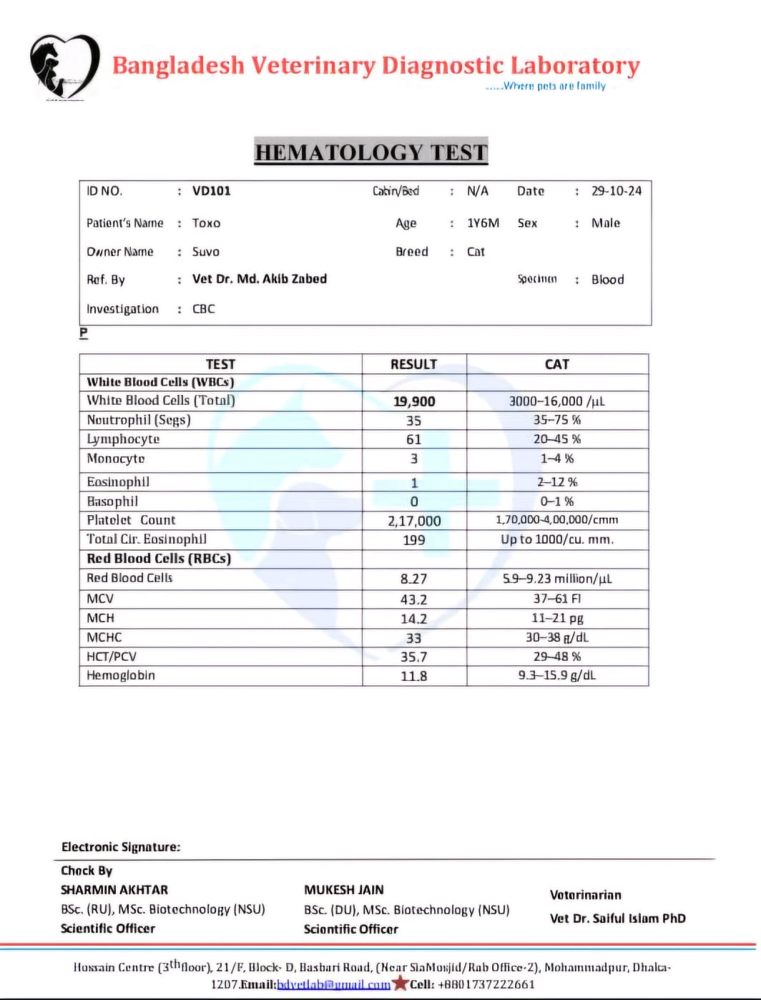 Bangladesh Veterinary Diagnostic Laboratory
.....Where pets are family
HEMATOLOGY TEST
ID NO. : VD101 Cabin/Bed : N/A Date : 29-10-24
Patient's Name : Toxo Age : 1Y6M Sex : Male
Owner Name : Suvo Breed : Cat
Ref. By : Vet Dr. Md. Akib Zabed Specimen : Blood
Investigation : CBC
P
TEST RESULT CAT
White Blood Cells (WBCs)
White Blood Cells (Total) 19,900 3000–16,000 /µL
Neutrophil (Segs) 35 35–75 %
Lymphocyte 61 20–45 %
Monocyte 3 1–4 %
Eosinophil 1 2–12 %
Basophil 0 0–1 %
Platelet Count 2,17,000 1,70,000-4,00,000/cmm
Total Cir. Eosinophil 199 Up to 1000/cu. mm.
Red Blood Cells (RBCs)
Red Blood Cells 8.27 5.9–9.23 million/µL
MCV 43.2 37–61 Fl
MCH 14.2 11–21 pg
MCHC 33 30–38 g/dL
HCT/PCV 35.7 29–48 %
Hemoglobin 11.8 9.3–15.9 g/dL
Electronic Signature:
Check By
SHARMIN AKHTAR MUKESH JAIN Veterinarian
BSc. (RU), MSc. Biotechnology (NSU) BSc. (DU), MSc. Biotechnology (NSU) Vet Dr. Saiful Islam PhD
Scientific Officer Scientific Officer
Hossain Centre (3th floor), 21/F, Block- D, Basbari Road, (Near SiaMosjid/Rab Office-2), Mohammadpur, Dhaka-
1207.Email:bdvetlab@gmail.com★Cell: +8801737222661